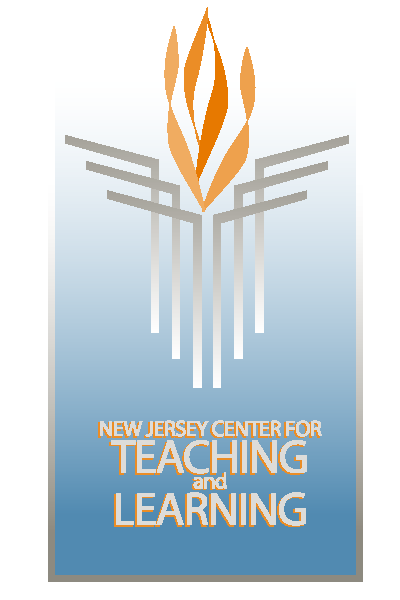 NEW JERSEY CENTER FOR
TEACHING
and
LEARNING